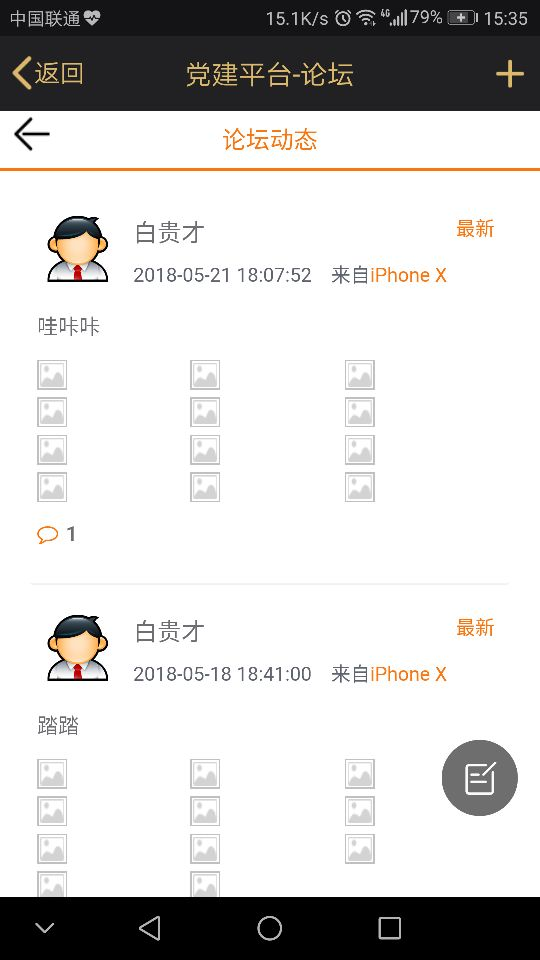 中国联通 15.1K/s 4G 79% 15:35
返回 党建平台-论坛
论坛动态
白贵才 最新
2018-05-21 18:07:52 来自iPhone X
哇咔咔
1
白贵才 最新
2018-05-18 18:41:00 来自iPhone X
踏踏